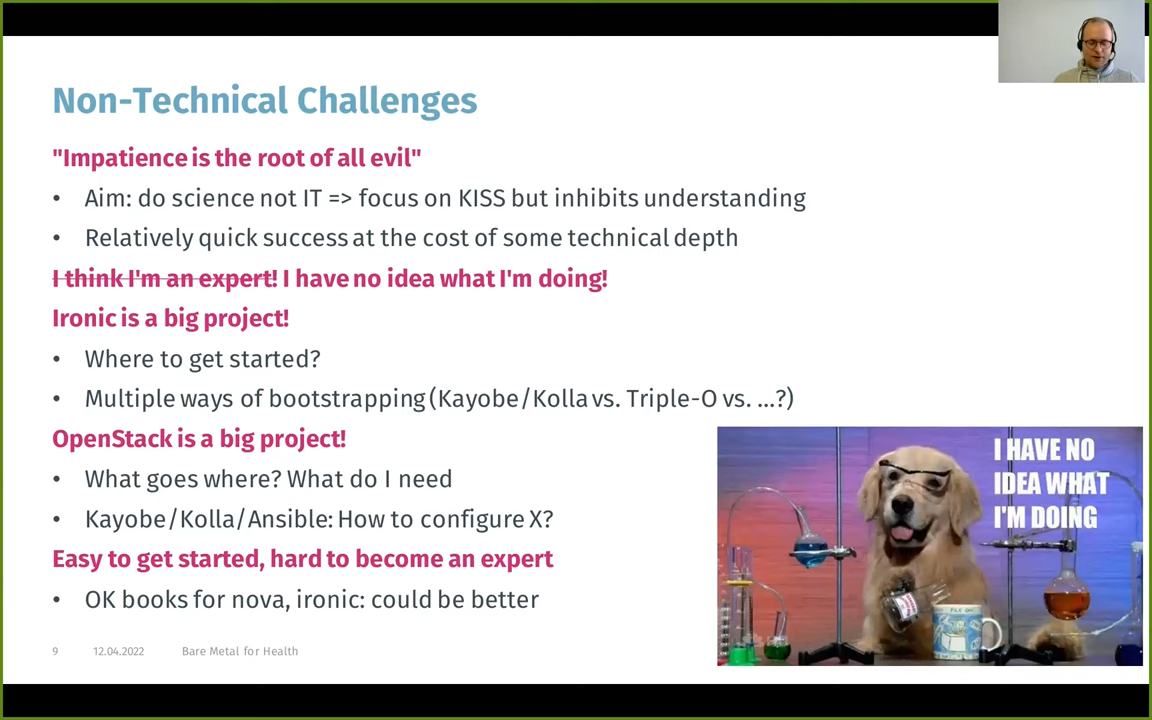 Non-Technical Challenges
"Impatience is the root of all evil"
• Aim: do science not IT => focus on KISS but inhibits understanding
• Relatively quick success at the cost of some technical depth
I think I'm an expert! I have no idea what I'm doing!
Ironic is a big project!
• Where to get started?
• Multiple ways of bootstrapping (Kayobe/Kolla vs. Triple-O vs. ...?)
OpenStack is a big project!
• What goes where? What do I need
• Kayobe/Kolla/Ansible: How to configure X?
Easy to get started, hard to become an expert
• OK books for nova, ironic: could be better
I HAVE NO
IDEA WHAT
I'M DOING
9 12.04.2022 Bare Metal for Health